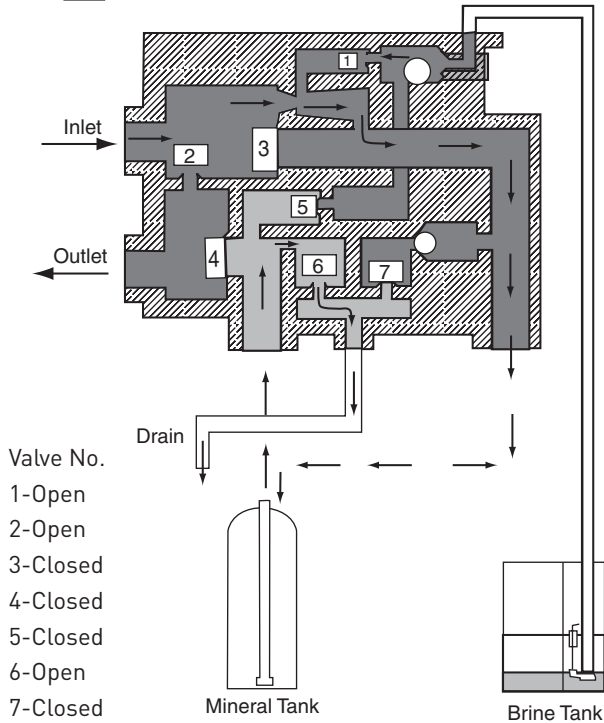 1
Inlet
2
3
5
Outlet
4
6
7
Drain
Valve No.
1-Open
2-Open
3-Closed
4-Closed
5-Closed
6-Open
7-Closed
Mineral Tank
Brine Tank